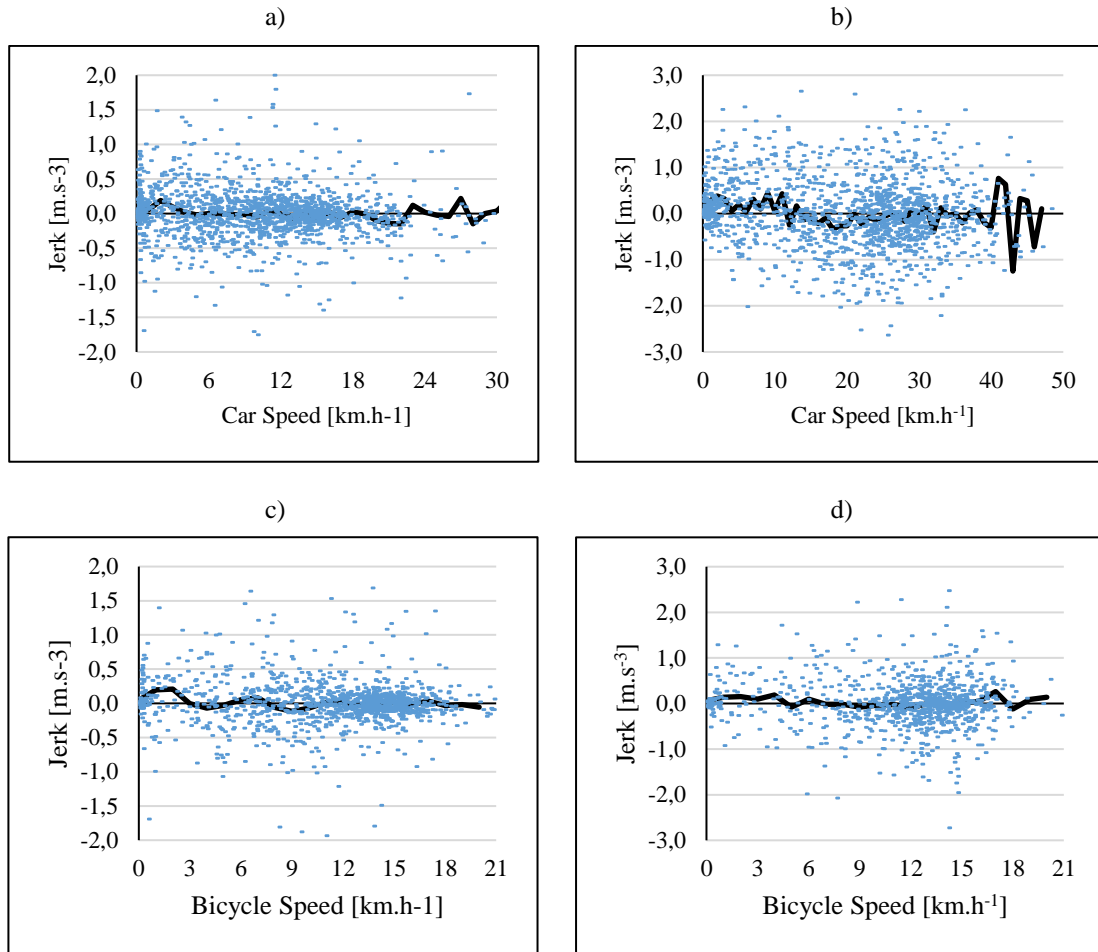 a)
2,0
1,5
1,0
0,5
0,0
-0,5
-1,0
-1,5
-2,0
Jerk [m.s-3]
0 6 12 18 24 30
Car Speed [km.h-1]
b)
3,0
2,0
1,0
0,0
-1,0
-2,0
-3,0
Jerk [m.s-3]
0 10 20 30 40 50
Car Speed [km.h⁻¹]
c)
2,0
1,5
1,0
0,5
0,0
-0,5
-1,0
-1,5
-2,0
Jerk [m.s-3]
0 3 6 9 12 15 18 21
Bicycle Speed [km.h-1]
d)
3,0
2,0
1,0
0,0
-1,0
-2,0
-3,0
Jerk [m.s⁻³]
0 3 6 9 12 15 18 21
Bicycle Speed [km.h⁻¹]